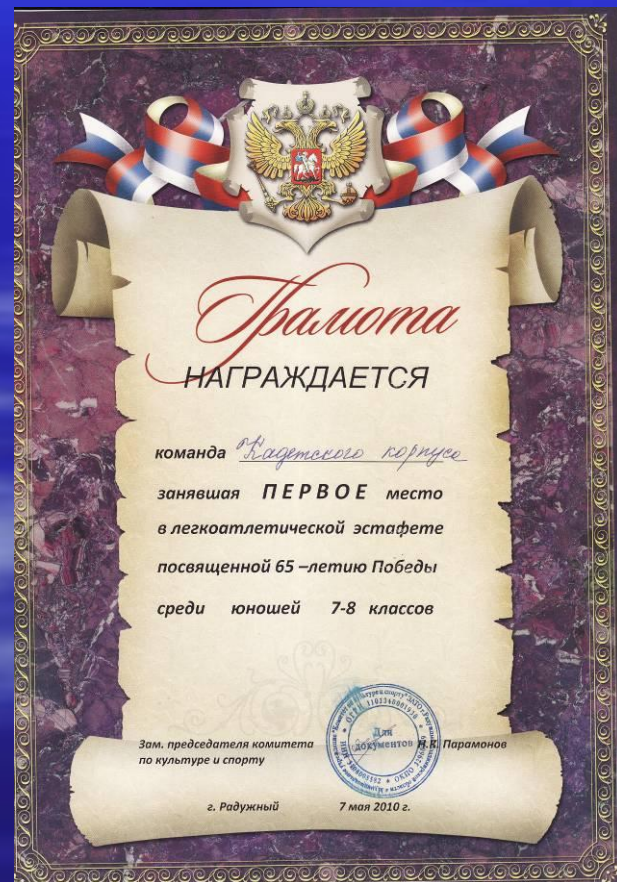 Грамота
НАГРАЖДАЕТСЯ
команда Кадетского корпуса
занявшая ПЕРВОЕ место
в легкоатлетической эстафете
посвященной 65 –летию Победы
среди юношей 7-8 классов
Для
документов
Зам. председателя комитета Н.К. Парамонов
по культуре и спорту
г. Радужный 7 мая 2010 г.